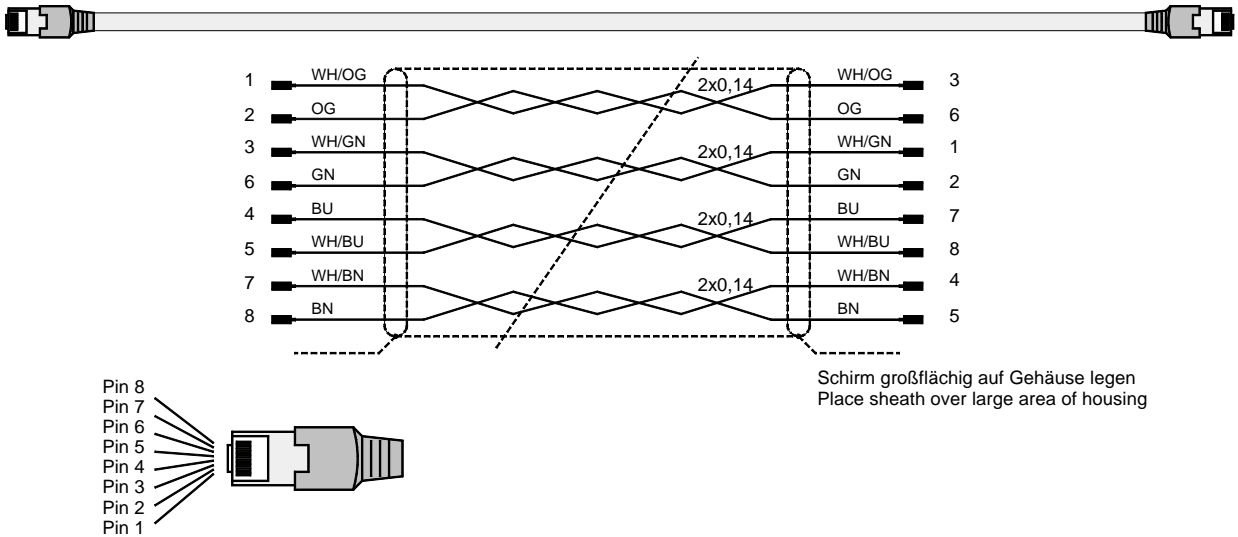 1 WH/OG 2x0,14 WH/OG 3
2 OG OG 6
3 WH/GN 2x0,14 WH/GN 1
6 GN GN 2
4 BU 2x0,14 BU 7
5 WH/BU WH/BU 8
7 WH/BN 2x0,14 WH/BN 4
8 BN BN 5
Schirm großflächig auf Gehäuse legen
Place sheath over large area of housing
Pin 8
Pin 7
Pin 6
Pin 5
Pin 4
Pin 3
Pin 2
Pin 1